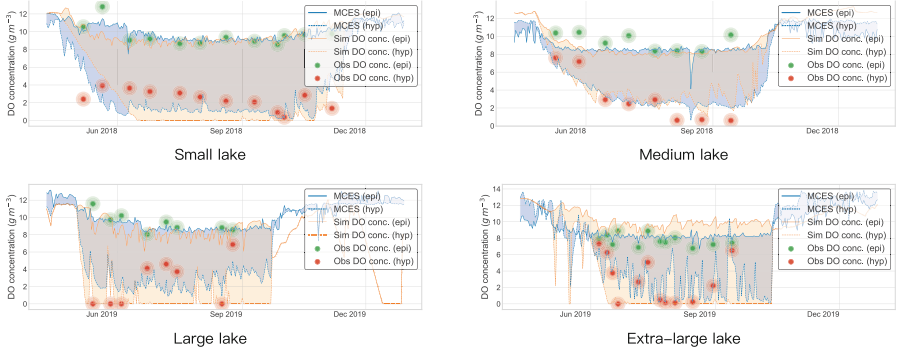 DO concentration (g m⁻³)
12
10
8
6
4
2
0
Jun 2018
Sep 2018
Dec 2018
MCES (epi)
MCES (hyp)
Sim DO conc. (epi)
Sim DO conc. (hyp)
Obs DO conc. (epi)
Obs DO conc. (hyp)
Small lake
DO concentration (g m⁻³)
12
10
8
6
4
2
0
Jun 2018
Sep 2018
Dec 2018
MCES (epi)
MCES (hyp)
Sim DO conc. (epi)
Sim DO conc. (hyp)
Obs DO conc. (epi)
Obs DO conc. (hyp)
Medium lake
DO concentration (g m⁻³)
12
10
8
6
4
2
0
Jun 2019
Sep 2019
Dec 2019
MCES (epi)
MCES (hyp)
Sim DO conc. (epi)
Sim DO conc. (hyp)
Obs DO conc. (epi)
Obs DO conc. (hyp)
Large lake
DO concentration (g m⁻³)
14
12
10
8
6
4
2
0
Jun 2019
Sep 2019
Dec 2019
MCES (epi)
MCES (hyp)
Sim DO conc. (epi)
Sim DO conc. (hyp)
Obs DO conc. (epi)
Obs DO conc. (hyp)
Extra-large lake